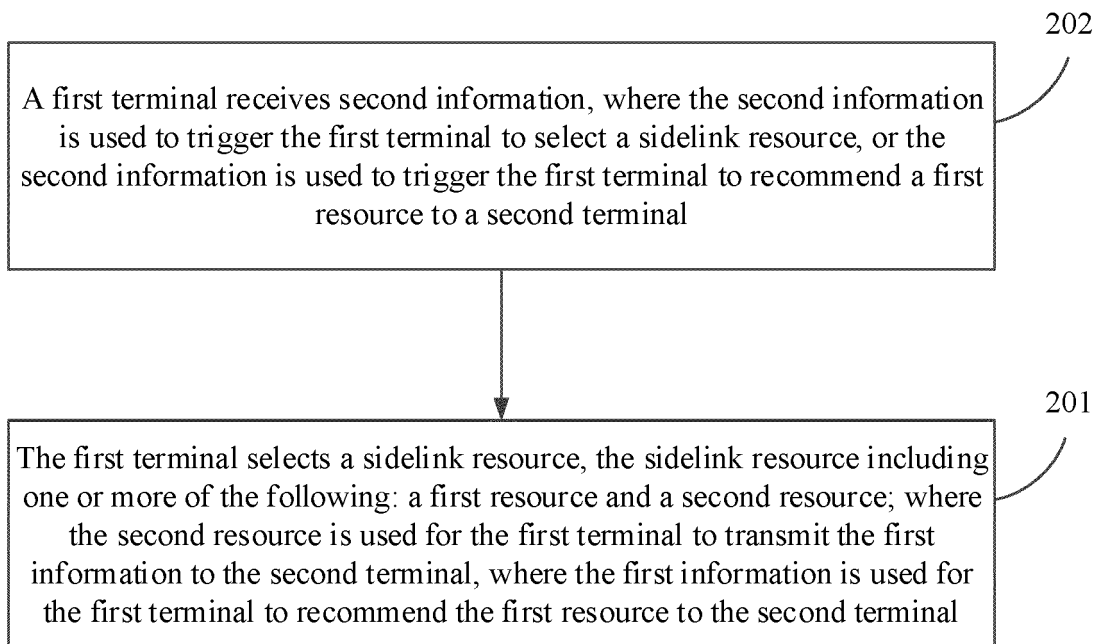 202
A first terminal receives second information, where the second information
is used to trigger the first terminal to select a sidelink resource, or the
second information is used to trigger the first terminal to recommend a first
resource to a second terminal
201
The first terminal selects a sidelink resource, the sidelink resource including
one or more of the following: a first resource and a second resource; where
the second resource is used for the first terminal to transmit the first
information to the second terminal, where the first information is used for
the first terminal to recommend the first resource to the second terminal